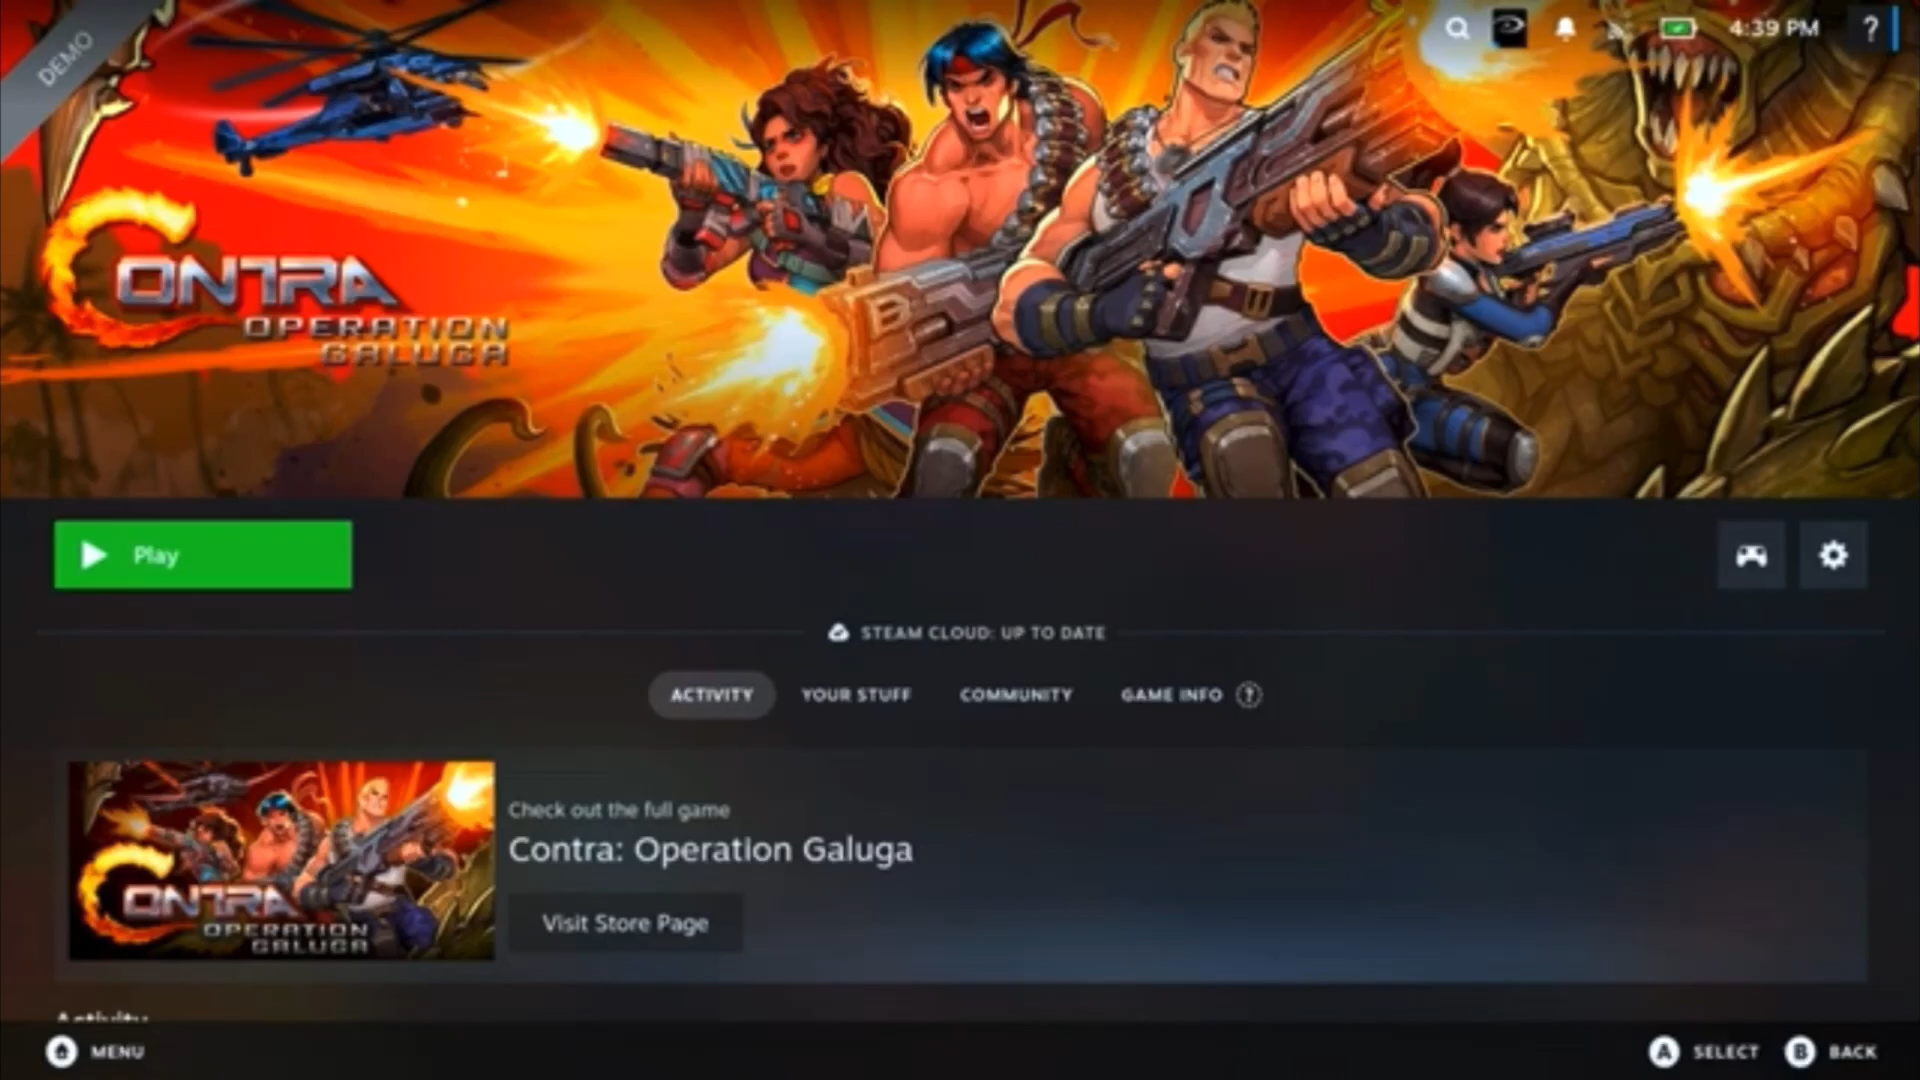 DEMO
4:39 PM
?
CONTRA
OPERATION
GALUGA
B
Play
STEAM CLOUD: UP TO DATE
ACTIVITY YOUR STUFF COMMUNITY GAME INFO ?
Check out the full game
Contra: Operation Galuga
CONTRA
OPERATION
GALUGA
Visit Store Page
Activity
MENU A SELECT B BACK